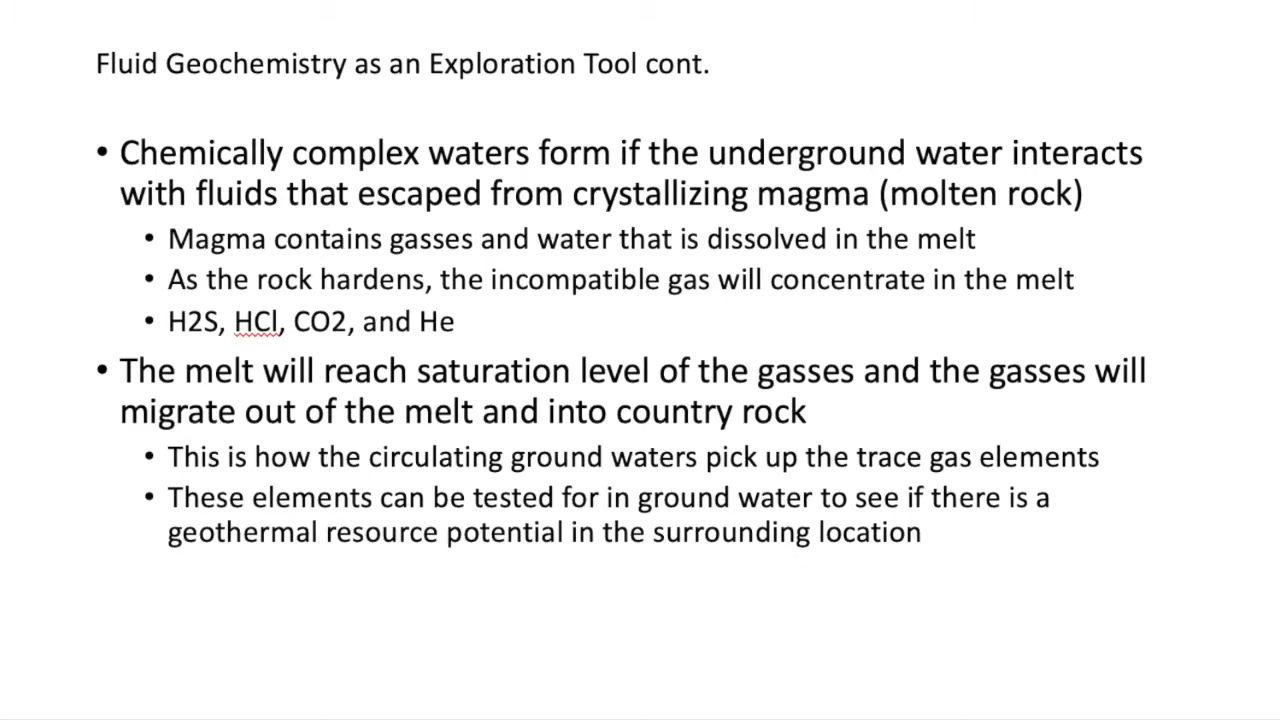 Fluid Geochemistry as an Exploration Tool cont.
• Chemically complex waters form if the underground water interacts
with fluids that escaped from crystallizing magma (molten rock)
• Magma contains gasses and water that is dissolved in the melt
• As the rock hardens, the incompatible gas will concentrate in the melt
• H2S, HCl, CO2, and He
• The melt will reach saturation level of the gasses and the gasses will
migrate out of the melt and into country rock
• This is how the circulating ground waters pick up the trace gas elements
• These elements can be tested for in ground water to see if there is a
geothermal resource potential in the surrounding location